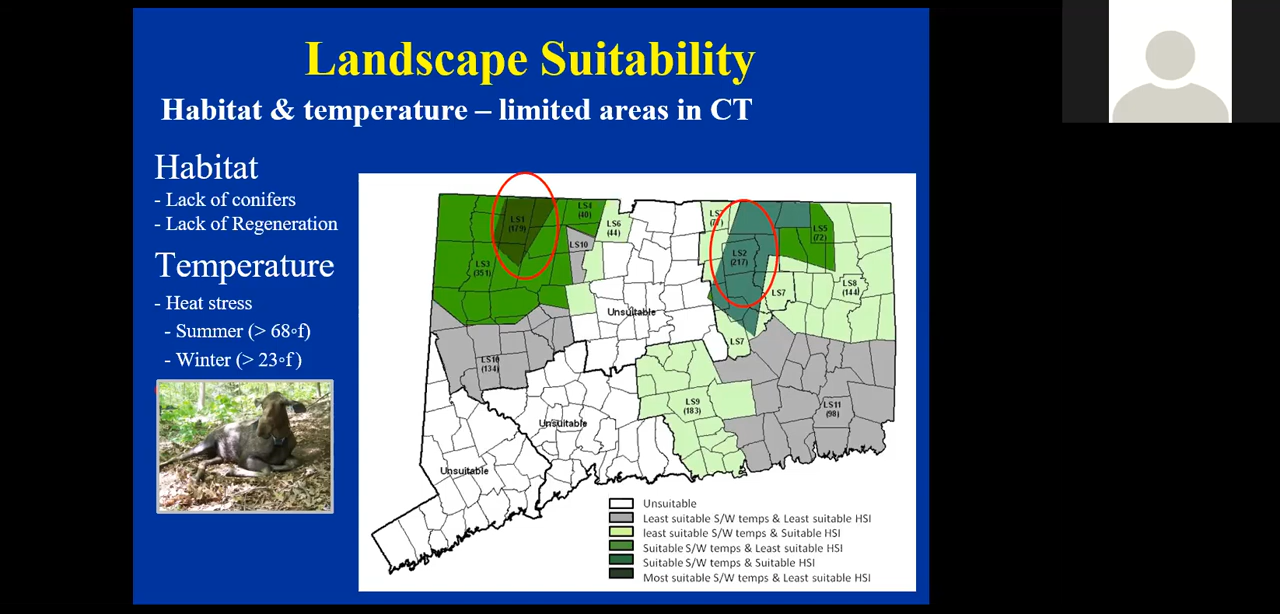 Landscape Suitability
Habitat & temperature – limited areas in CT
Habitat
- Lack of conifers
- Lack of Regeneration
Temperature
- Heat stress
- Summer (> 68∘f)
- Winter (> 23∘f)
LS1
(179)
LS4
(40)
LS6
(44)
LS10
LS3
(351)
LS2
(217)
LS5
(72)
LS7
LS8
(144)
Unsuitable
LS7
LS10
(134)
LS9
(183)
LS11
(98)
Unsuitable
Unsuitable
Unsuitable
Least suitable S/W temps & Least suitable HSI
least suitable S/W temps & Suitable HSI
Suitable S/W temps & Least suitable HSI
Suitable S/W temps & Suitable HSI
Most suitable S/W temps & Least suitable HSI